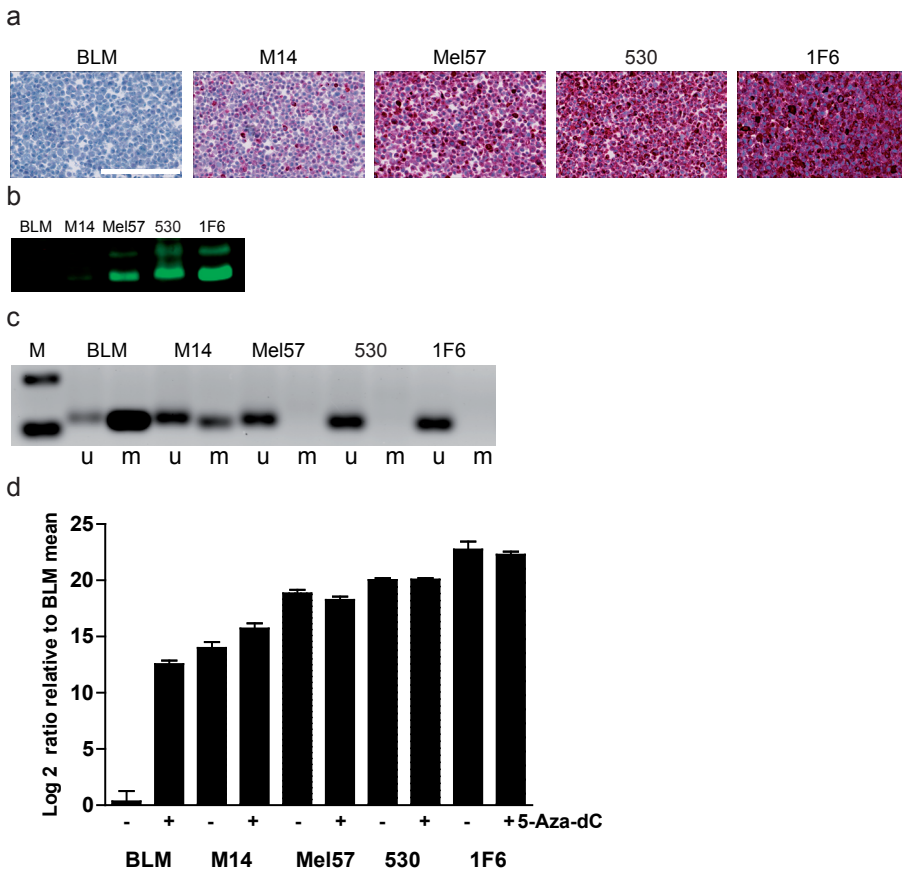 a
BLM M14 Mel57 530 1F6
b
BLM M14 Mel57 530 1F6
c
M BLM M14 Mel57 530 1F6
u m u m u m u m u m
d
Log 2 ratio relative to BLM mean
25
20
15
10
5
0
- + - + - + - + - + 5-Aza-dC
BLM M14 Mel57 530 1F6